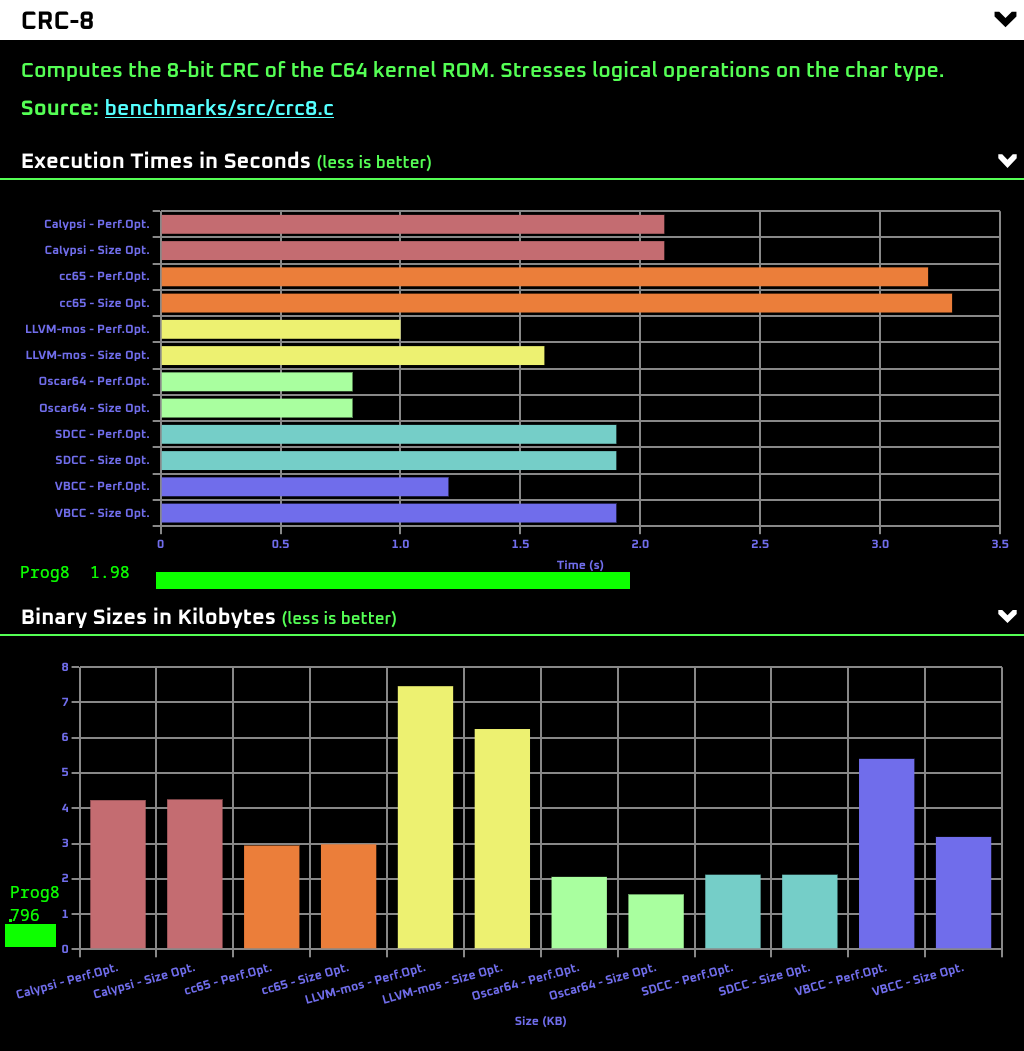 CRC-8
Computes the 8-bit CRC of the C64 kernel ROM. Stresses logical operations on the char type.
Source: benchmarks/src/crc8.c
Execution Times in Seconds (less is better)
Calypsi - Perf.Opt.
Calypsi - Size Opt.
cc65 - Perf.Opt.
cc65 - Size Opt.
LLVM-mos - Perf.Opt.
LLVM-mos - Size Opt.
Oscar64 - Perf.Opt.
Oscar64 - Size Opt.
SDCC - Perf.Opt.
SDCC - Size Opt.
VBCC - Perf.Opt.
VBCC - Size Opt.
0 0.5 1.0 1.5 2.0 2.5 3.0 3.5
Time (s)
Prog8 1.98
Binary Sizes in Kilobytes (less is better)
8
7
6
5
4
3
2
Prog8
1
.796
0
Calypsi - Perf.Opt. Calypsi - Size Opt. cc65 - Perf.Opt. cc65 - Size Opt. LLVM-mos - Perf.Opt. LLVM-mos - Size Opt. Oscar64 - Perf.Opt. Oscar64 - Size Opt. SDCC - Perf.Opt. SDCC - Size Opt. VBCC - Perf.Opt. VBCC - Size Opt.
Size (KB)